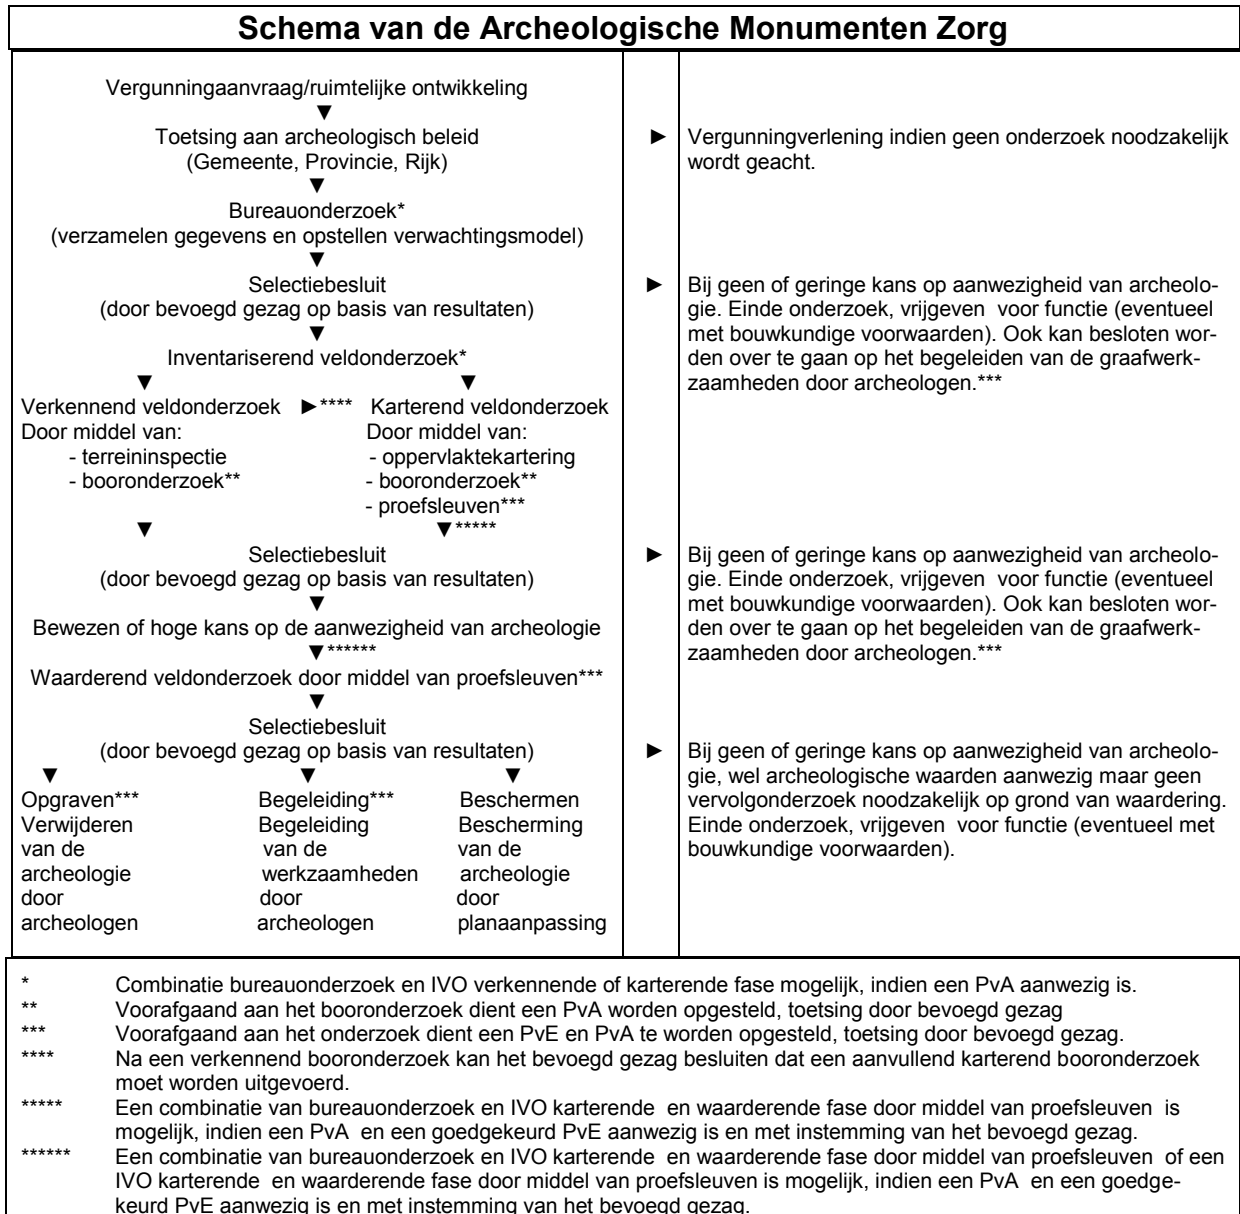 Schema van de Archeologische Monumenten Zorg
Vergunningaanvraag/ruimtelijke ontwikkeling
▼
Toetsing aan archeologisch beleid
(Gemeente, Provincie, Rijk)
▼
► Vergunningverlening indien geen onderzoek noodzakelijk
wordt geacht.
Bureauonderzoek*
(verzamelen gegevens en opstellen verwachtingsmodel)
▼
Selectiebesluit
(door bevoegd gezag op basis van resultaten)
▼
► Bij geen of geringe kans op aanwezigheid van archeolo-
gie. Einde onderzoek, vrijgeven voor functie (eventueel
met bouwkundige voorwaarden). Ook kan besloten wor-
den over te gaan op het begeleiden van de graafwerk-
zaamheden door archeologen.***
Inventariserend veldonderzoek*
▼ ▼
Verkennend veldonderzoek ►**** Karterend veldonderzoek
Door middel van: Door middel van:
- terreininspectie - oppervlaktekartering
- booronderzoek** - booronderzoek**
- proefsleuven***
▼ ▼*****
Selectiebesluit
(door bevoegd gezag op basis van resultaten)
▼
► Bij geen of geringe kans op aanwezigheid van archeolo-
gie. Einde onderzoek, vrijgeven voor functie (eventueel
met bouwkundige voorwaarden). Ook kan besloten wor-
den over te gaan op het begeleiden van de graafwerk-
zaamheden door archeologen.***
Bewezen of hoge kans op de aanwezigheid van archeologie
▼******
Waarderend veldonderzoek door middel van proefsleuven***
▼
Selectiebesluit
(door bevoegd gezag op basis van resultaten)
▼ ▼ ▼
► Bij geen of geringe kans op aanwezigheid van archeolo-
gie, wel archeologische waarden aanwezig maar geen
vervolgonderzoek noodzakelijk op grond van waardering.
Einde onderzoek, vrijgeven voor functie (eventueel met
bouwkundige voorwaarden).
Opgraven*** Begeleiding*** Beschermen
Verwijderen Begeleiding Bescherming
van de van de van de
archeologie werkzaamheden archeologie
door door door
archeologen archeologen planaanpassing
* Combinatie bureauonderzoek en IVO verkennende of karterende fase mogelijk, indien een PvA aanwezig is.
** Voorafgaand aan het booronderzoek dient een PvA worden opgesteld, toetsing door bevoegd gezag
*** Voorafgaand aan het onderzoek dient een PvE en PvA te worden opgesteld, toetsing door bevoegd gezag.
**** Na een verkennend booronderzoek kan het bevoegd gezag besluiten dat een aanvullend karterend booronderzoek
moet worden uitgevoerd.
***** Een combinatie van bureauonderzoek en IVO karterende en waarderende fase door middel van proefsleuven is
mogelijk, indien een PvA en een goedgekeurd PvE aanwezig is en met instemming van het bevoegd gezag.
****** Een combinatie van bureauonderzoek en IVO karterende en waarderende fase door middel van proefsleuven of een
IVO karterende en waarderende fase door middel van proefsleuven is mogelijk, indien een PvA en een goedge-
keurd PvE aanwezig is en met instemming van het bevoegd gezag.